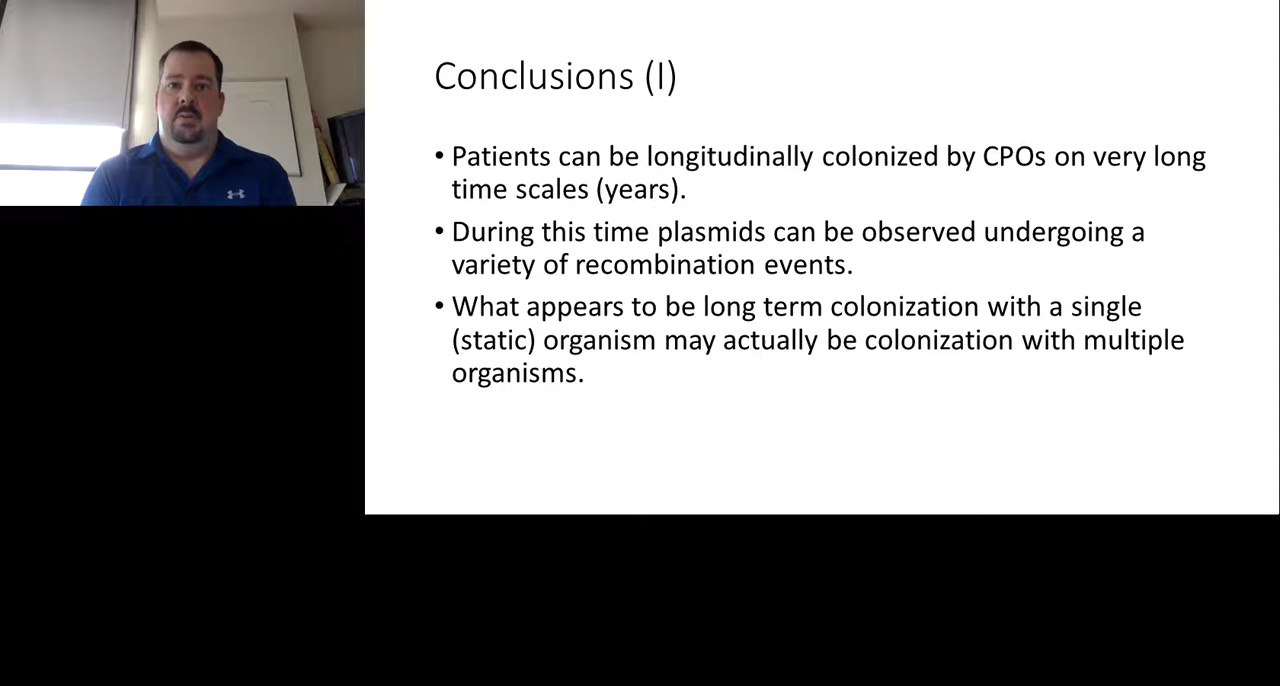 Conclusions (I)
• Patients can be longitudinally colonized by CPOs on very long
time scales (years).
• During this time plasmids can be observed undergoing a
variety of recombination events.
• What appears to be long term colonization with a single
(static) organism may actually be colonization with multiple
organisms.